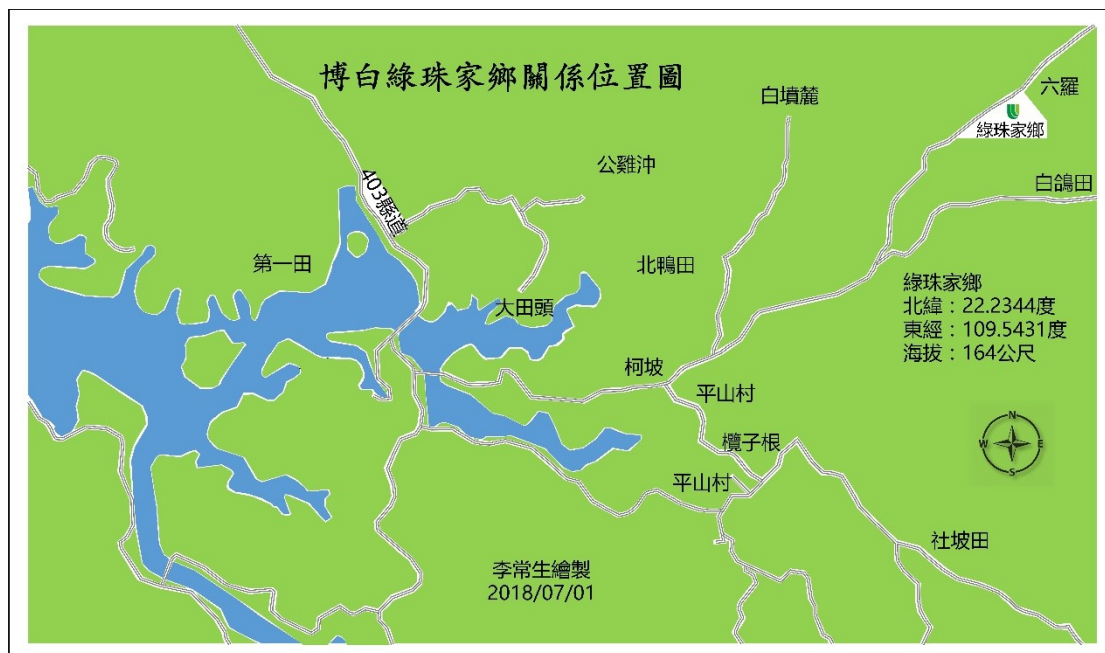 博白綠珠家鄉關係位置圖
白墳麓
六羅
綠珠家鄉
公雞沖
403縣道
白鴿田
第一田
北鴨田
大田頭
綠珠家鄉
北緯：22.2344度
東經：109.5431度
海拔：164公尺
柯坡
平山村
欖子根
平山村
N
W
E
S
社坡田
李常生繪製
2018/07/01